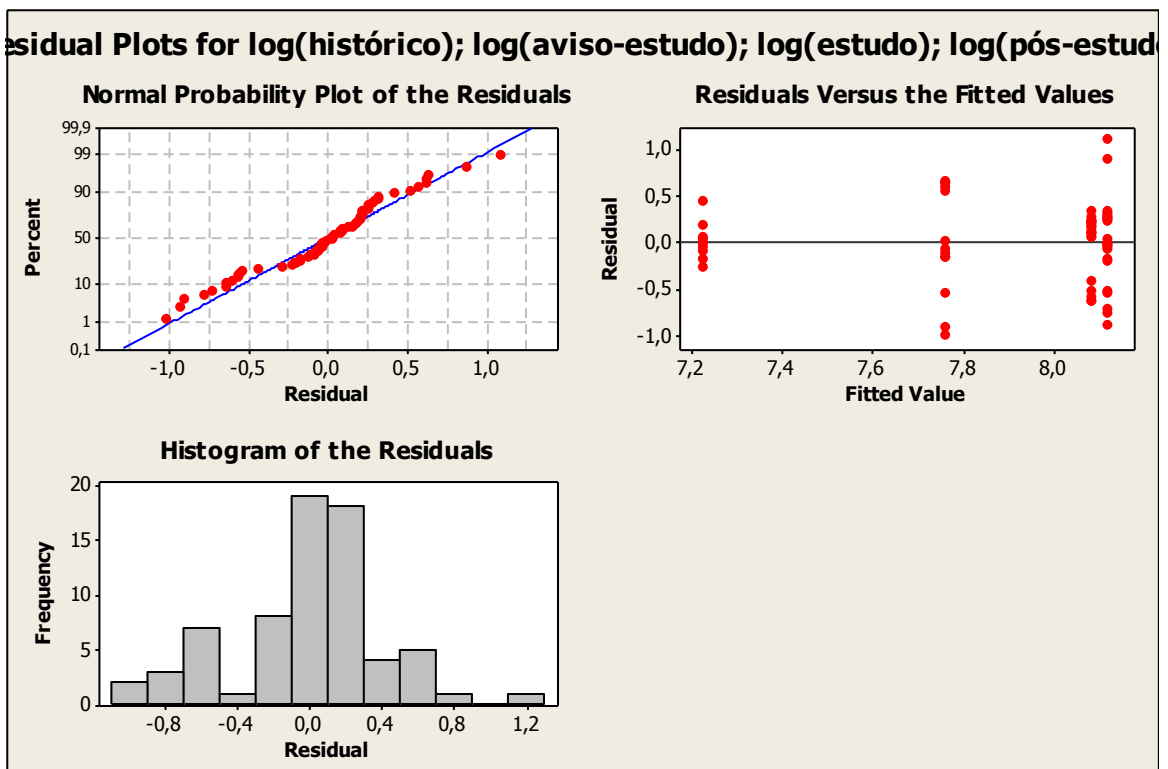 esidual Plots for log(histórico); log(aviso-estudo); log(estudo); log(pós-estud
Normal Probability Plot of the Residuals
99,9
99
90
50
10
1
0,1
Percent
-1,0 -0,5 0,0 0,5 1,0
Residual
Residuals Versus the Fitted Values
1,0
0,5
0,0
-0,5
-1,0
Residual
7,2 7,4 7,6 7,8 8,0
Fitted Value
Histogram of the Residuals
20
15
10
5
0
Frequency
-0,8 -0,4 0,0 0,4 0,8 1,2
Residual